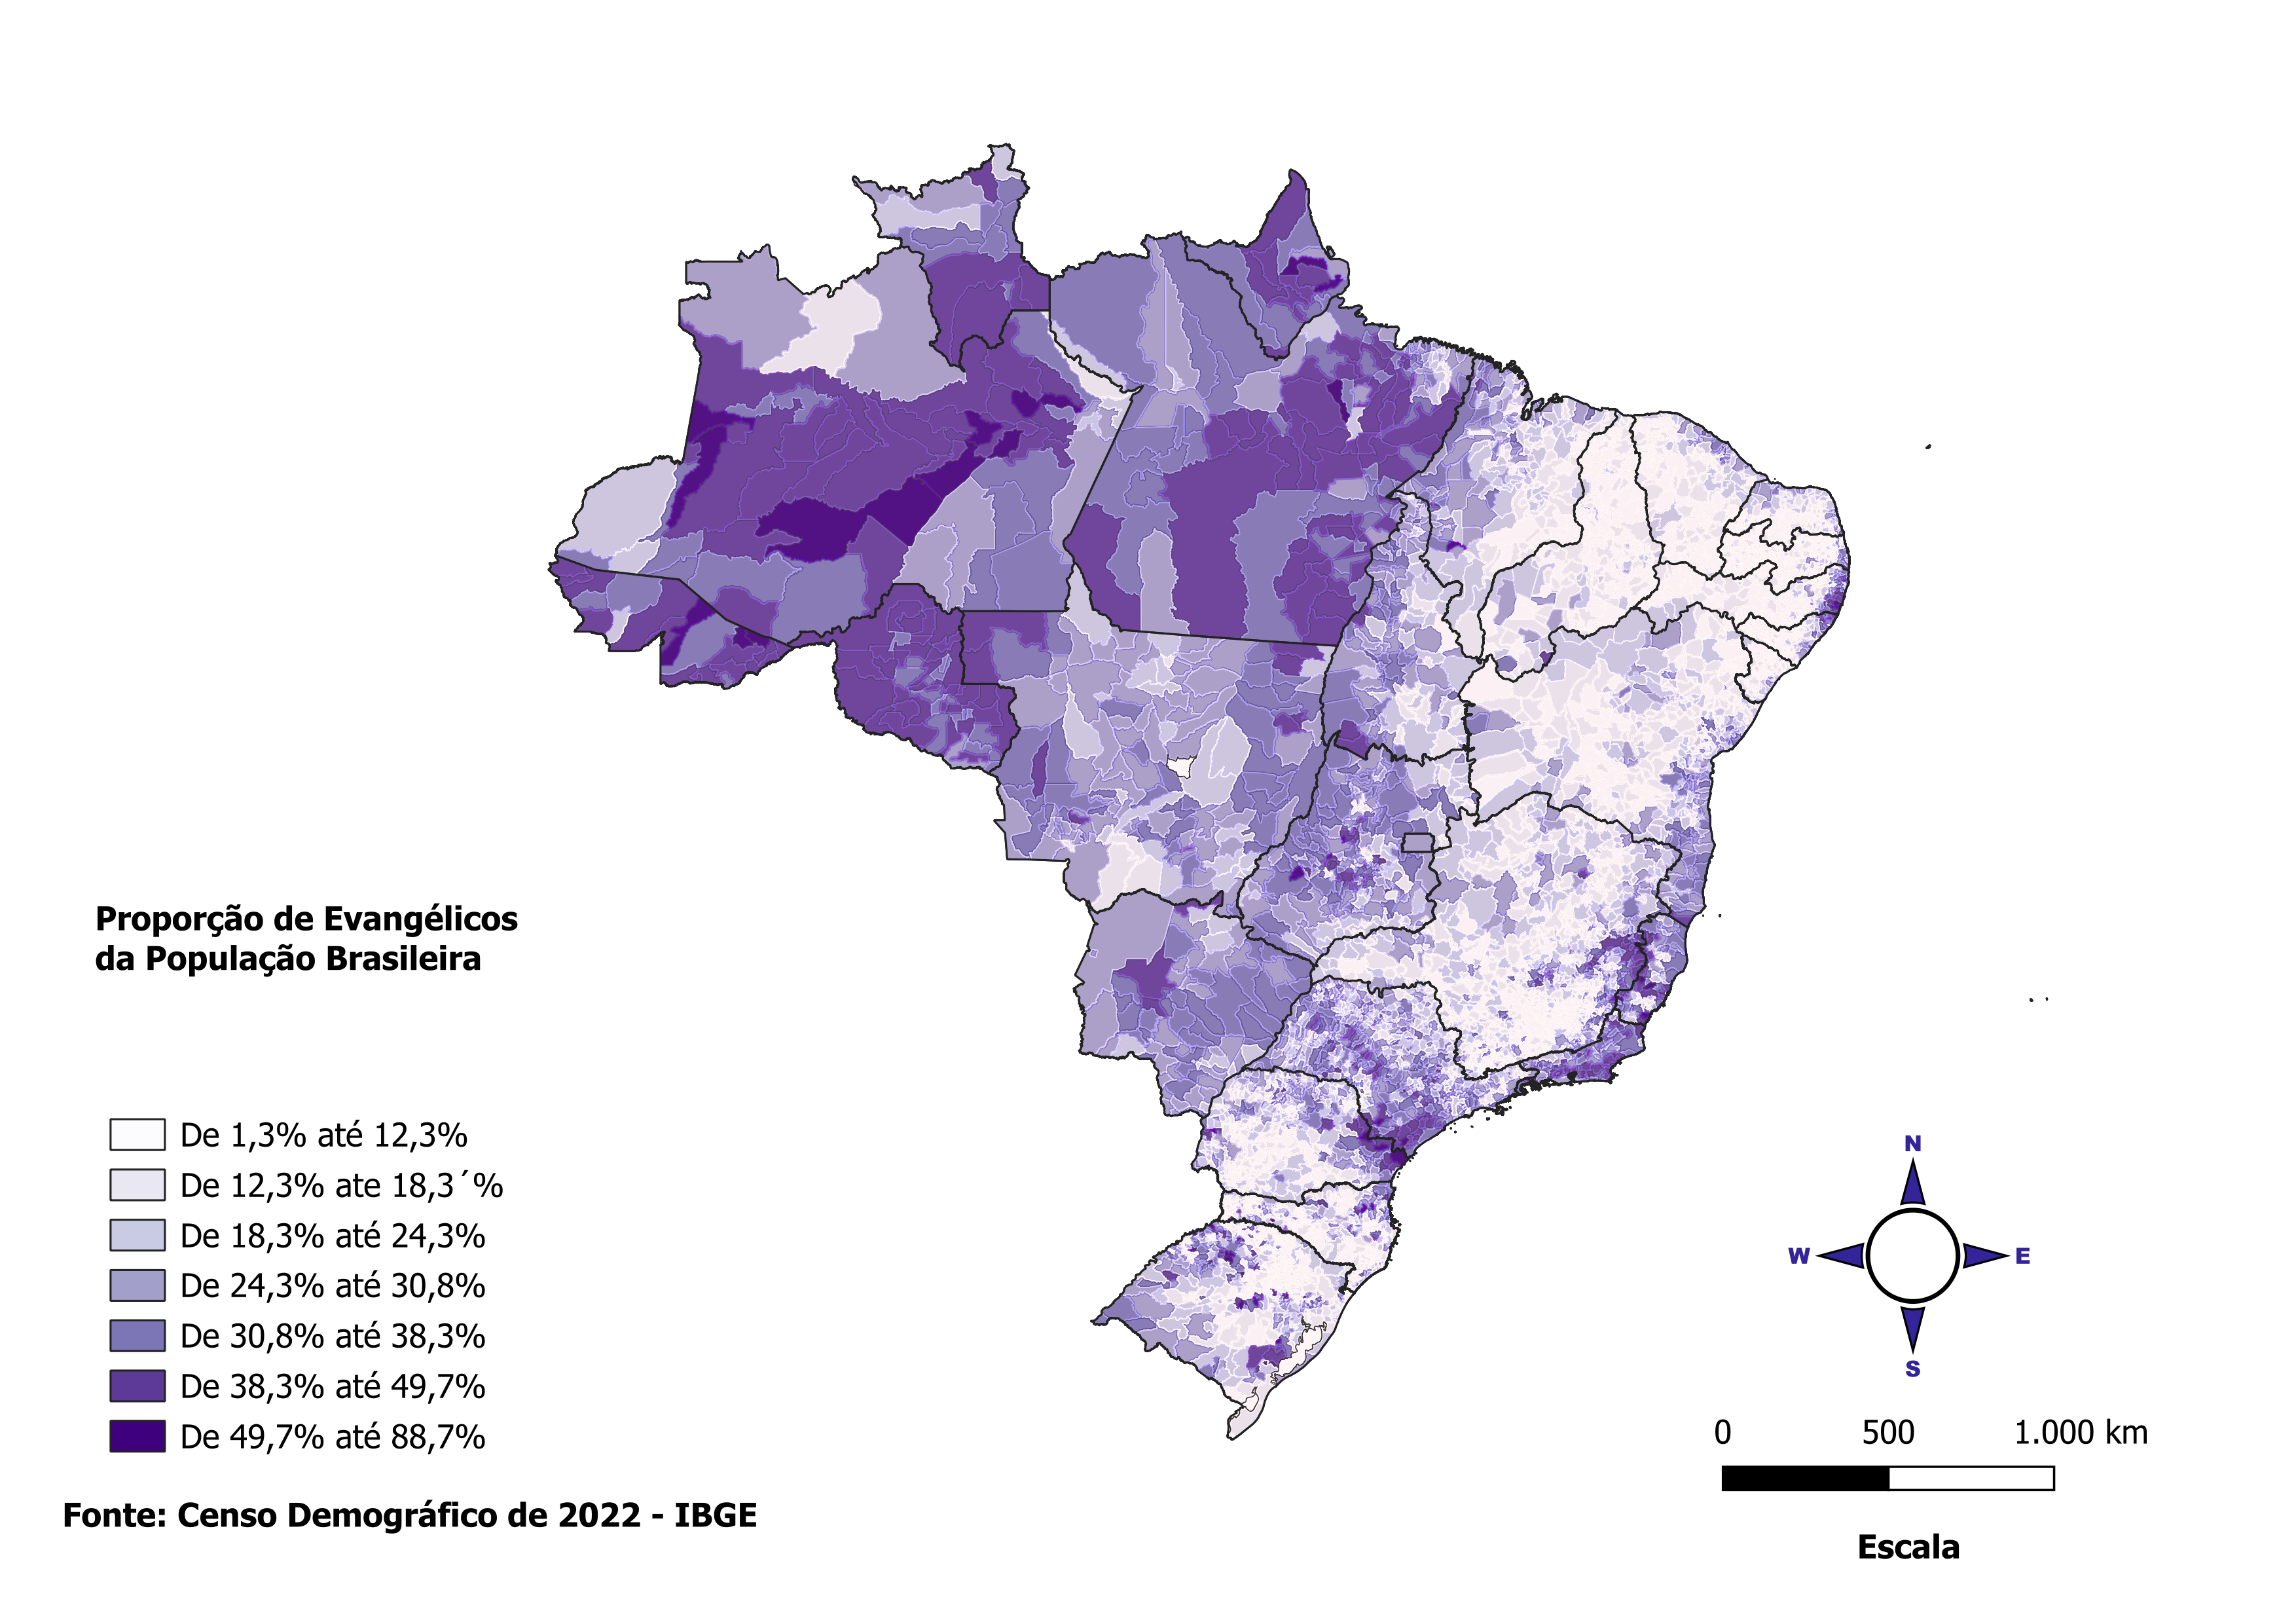 Proporção de Evangélicos
da População Brasileira
De 1,3% até 12,3%
De 12,3% ate 18,3´%
De 18,3% até 24,3%
De 24,3% até 30,8%
De 30,8% até 38,3%
De 38,3% até 49,7%
De 49,7% até 88,7%
Fonte: Censo Demográfico de 2022 - IBGE
N
W E
S
0 500 1.000 km
Escala